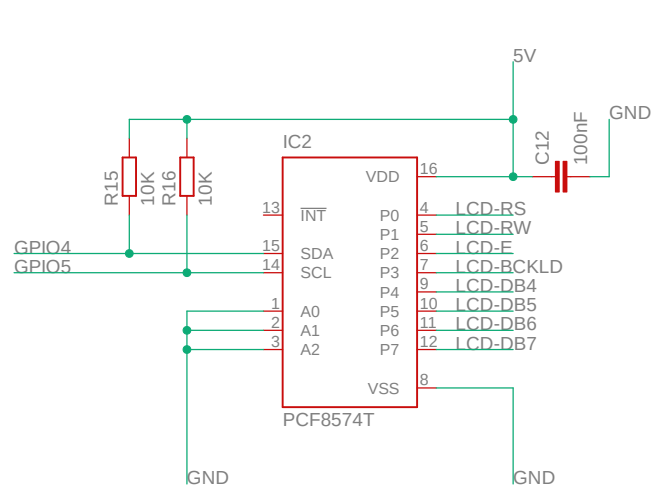 5V
GND
C12
100nF
IC2
R15
10K
R16
10K
VDD
16
13
INT
P0
4
LCD-RS
P1
5
LCD-RW
GPIO4
15
SDA
P2
6
LCD-E
GPIO5
14
SCL
P3
7
LCD-BCKLD
P4
9
LCD-DB4
1
A0
P5
10
LCD-DB5
2
A1
P6
11
LCD-DB6
3
A2
P7
12
LCD-DB7
VSS
8
PCF8574T
GND
GND